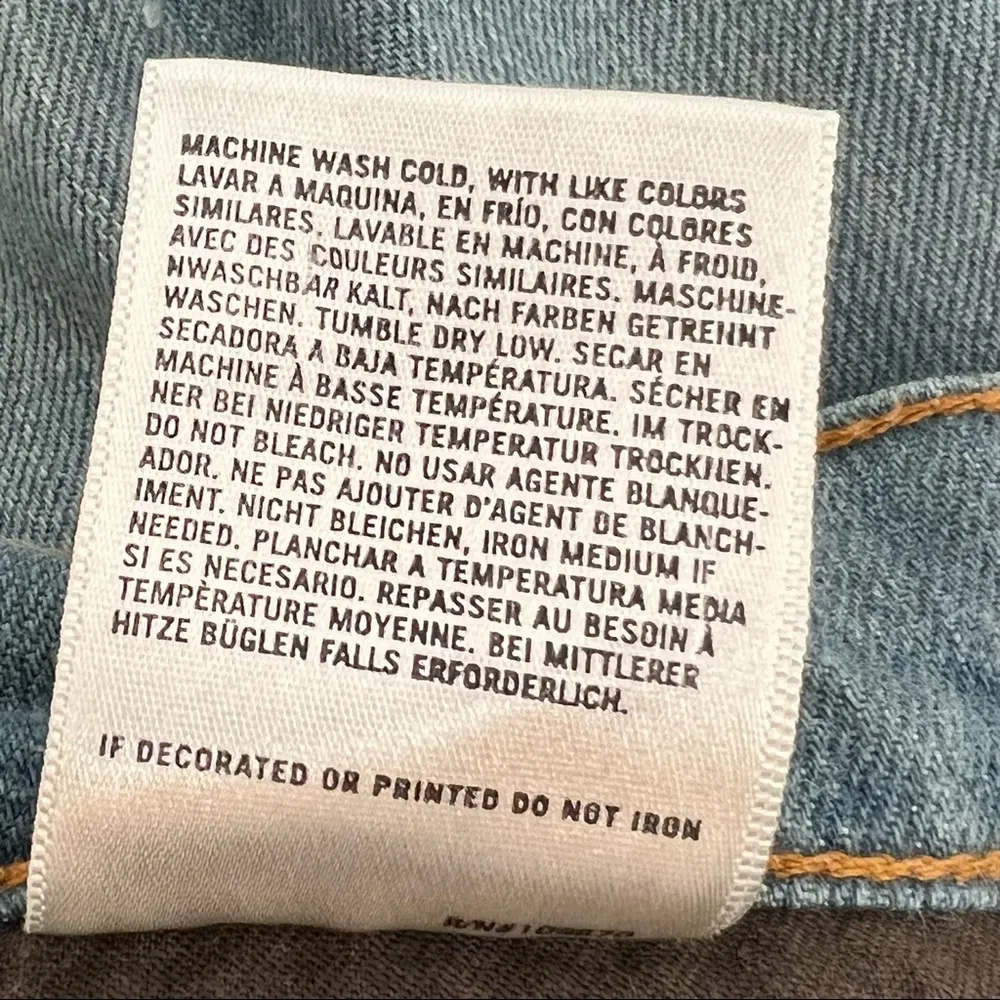 MACHINE WASH COLD, WITH LIKE COLORS
LAVAR A MAQUINA, EN FRÍO, CON COLORES
SIMILARES. LAVABLE EN MACHINE, À FROID,
AVEC DES COULEURS SIMILAIRES. MASCHINE-
NWASCHBAR KALT, NACH FARBEN GETRENNT
WASCHEN. TUMBLE DRY LOW. SECAR EN
SECADORA A BAJA TEMPÉRATURA. SÉCHER EN
MACHINE À BASSE TEMPÉRATURE. IM TROCK-
NER BEI NIEDRIGER TEMPERATUR TROCKNEN.
DO NOT BLEACH. NO USAR AGENTE BLANQUE-
ADOR. NE PAS AJOUTER D'AGENT DE BLANCH-
IMENT. NICHT BLEICHEN, IRON MEDIUM IF
NEEDED. PLANCHAR A TEMPERATURA MEDIA
SI ES NECESARIO. REPASSER AU BESOIN À
TEMPÈRATURE MOYENNE. BEI MITTLERER
HITZE BÜGLEN FALLS ERFORDERLICH.
IF DECORATED OR PRINTED DO NOT IRON